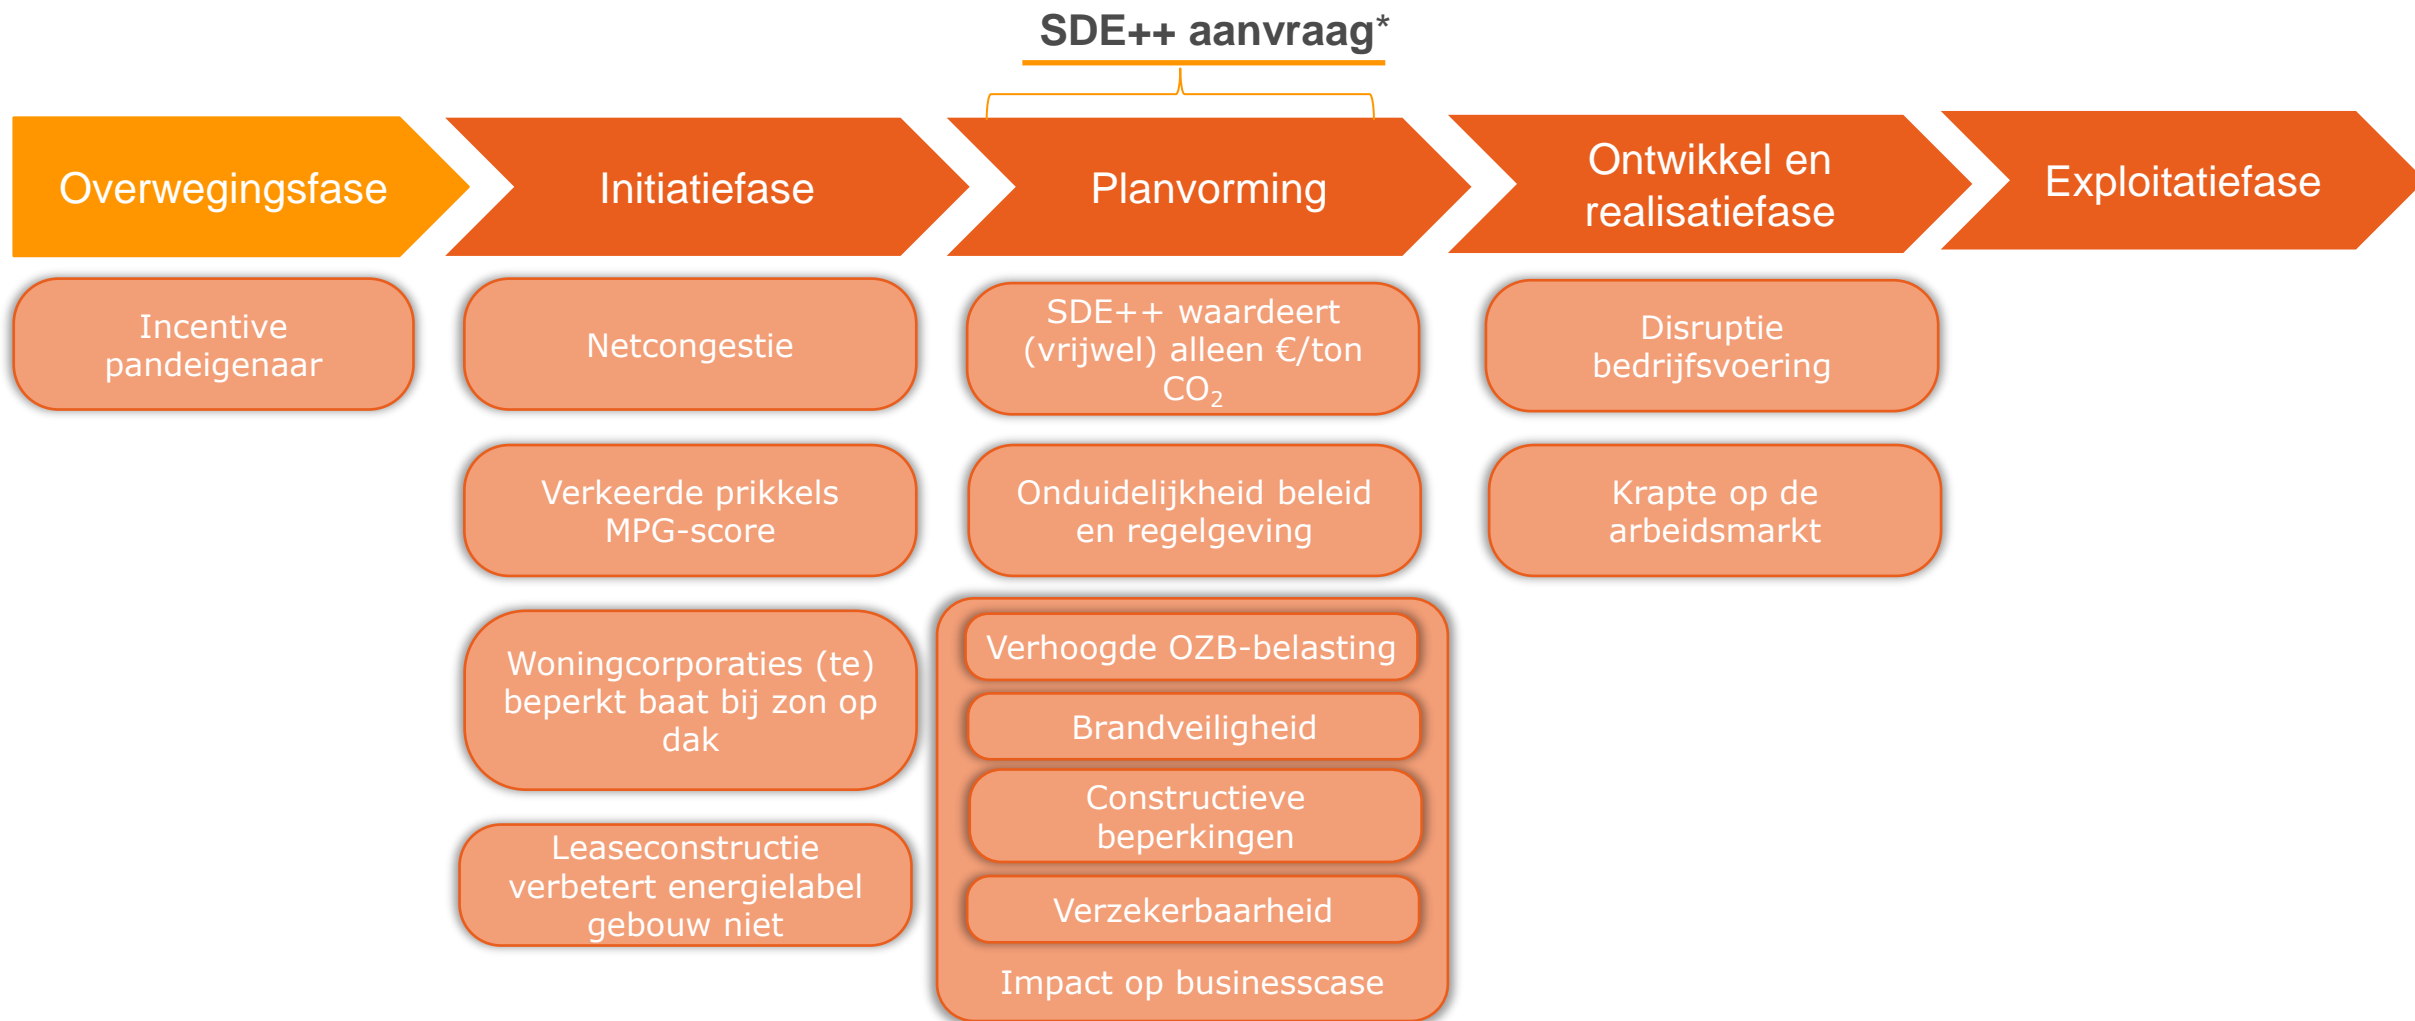 SDE++ aanvraag*
Overwegingsfase
Initiatiefase
Planvorming
Ontwikkel en
realisatiefase
Exploitatiefase
Incentive
pandeigenaar
Netcongestie
Verkeerde prikkels
MPG-score
Woningcorporaties (te)
beperkt baat bij zon op
dak
Leaseconstructie
verbetert energielabel
gebouw niet
SDE++ waardeert
(vrijwel) alleen €/ton
CO₂
Onduidelijkheid beleid
en regelgeving
Verhoogde OZB-belasting
Brandveiligheid
Constructieve
beperkingen
Verzekerbaarheid
Impact op businesscase
Disruptie
bedrijfsvoering
Krapte op de
arbeidsmarkt